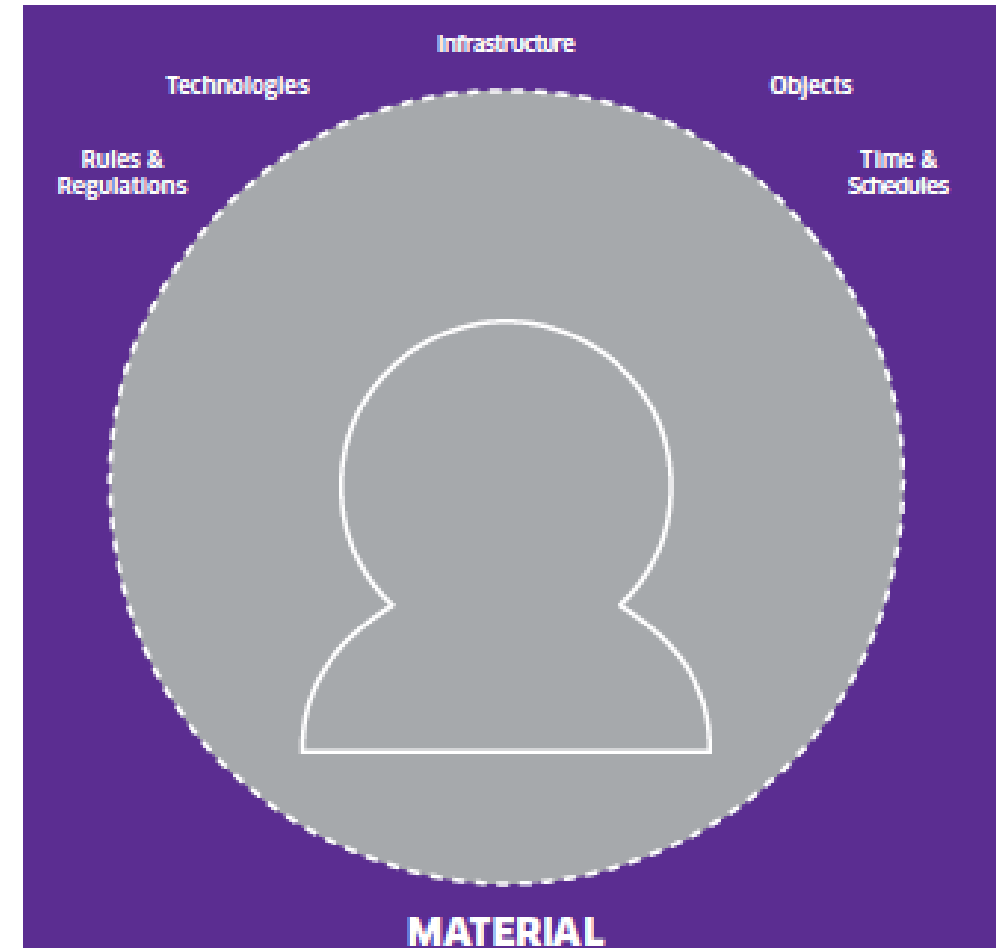 Infrastructure
Technologies
Objects
Rules &
Regulations
Time &
Schedules
MATERIAL